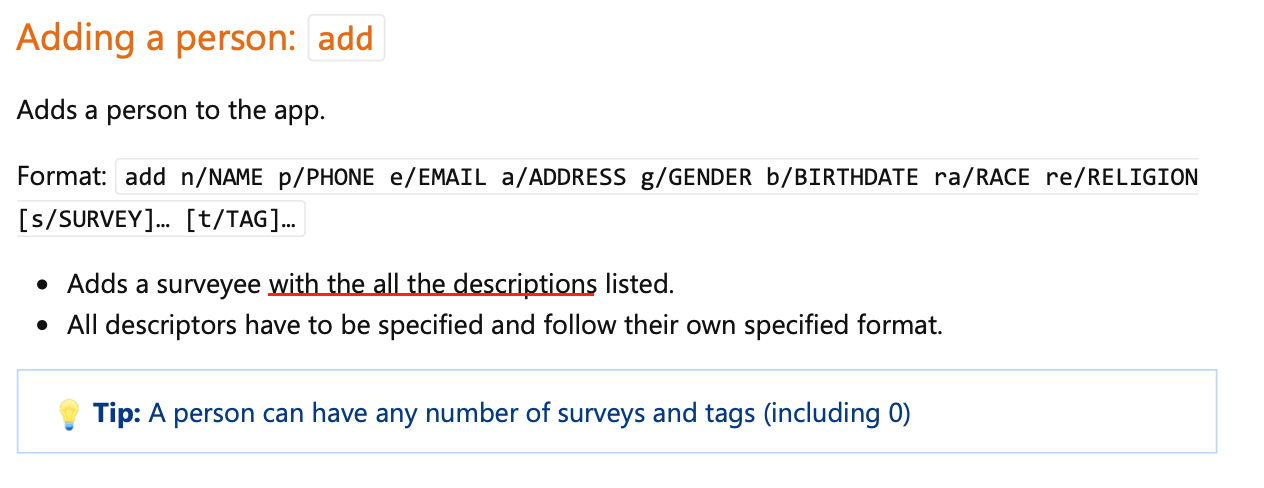 Adding a person: add
Adds a person to the app.
Format: add n/NAME p/PHONE e/EMAIL a/ADDRESS g/GENDER b/BIRTHDATE ra/RACE re/RELIGION
[s/SURVEY]… [t/TAG]…
• Adds a surveyee with the all the descriptions listed.
• All descriptors have to be specified and follow their own specified format.
💡 Tip: A person can have any number of surveys and tags (including 0)